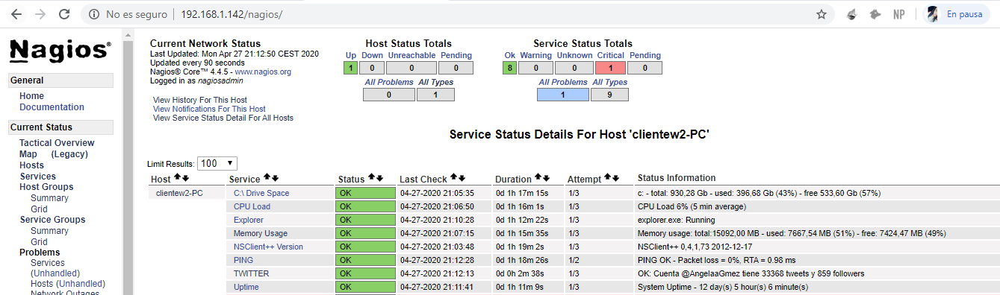 No es seguro | 192.168.1.142/nagios/
NP
En pausa
Nagios®
General
Home
Documentation
Current Status
Tactical Overview
Map (Legacy)
Hosts
Services
Host Groups
Summary
Grid
Service Groups
Summary
Grid
Problems
Services
(Unhandled)
Hosts (Unhandled)
Network Outages
Current Network Status
Last Updated: Mon Apr 27 21:12:50 CEST 2020
Updated every 90 seconds
Nagios® Core™ 4.4.5 - www.nagios.org
Logged in as nagiosadmin
View History For This Host
View Notifications For This Host
View Service Status Detail For All Hosts
Host Status Totals
Up Down Unreachable Pending
1 0 0 0
All Problems All Types
0 1
Service Status Totals
Ok Warning Unknown Critical Pending
8 0 0 1 0
All Problems All Types
1 9
Service Status Details For Host 'clientew2-PC'
Limit Results: 100
Host Service Status Last Check Duration Attempt Status Information
clientew2-PC C:\ Drive Space OK 04-27-2020 21:05:35 0d 1h 17m 15s 1/3 c: - total: 930,28 Gb - used: 396,68 Gb (43%) - free 533,60 Gb (57%)
CPU Load OK 04-27-2020 21:06:50 0d 1h 16m 1s 1/3 CPU Load 6% (5 min average)
Explorer OK 04-27-2020 21:10:28 0d 1h 12m 22s 1/3 explorer.exe: Running
Memory Usage OK 04-27-2020 21:07:15 0d 1h 15m 35s 1/3 Memory usage: total:15092,00 MB - used: 7667,54 MB (51%) - free: 7424,47 MB (49%)
NSClient++ Version OK 04-27-2020 21:03:48 0d 1h 19m 2s 1/3 NSClient++ 0,4,1,73 2012-12-17
PING OK 04-27-2020 21:12:28 0d 1h 18m 26s 1/2 PING OK - Packet loss = 0%, RTA = 0.98 ms
TWITTER OK 04-27-2020 21:12:13 0d 0h 2m 38s 1/3 OK: Cuenta @AngelaaGmez tiene 33368 tweets y 859 followers
Uptime OK 04-27-2020 21:11:41 0d 1h 11m 9s 1/3 System Uptime - 12 day(s) 5 hour(s) 6 minute(s)